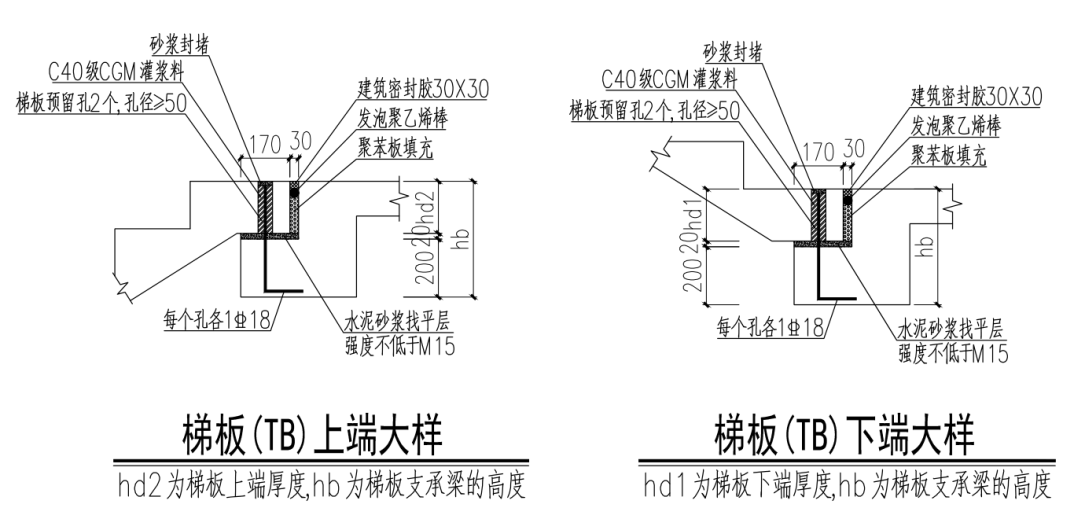 砂浆封堵
C40级CGM灌浆料
梯板预留孔2个,孔径≥50
建筑密封胶30X30
发泡聚乙烯棒
聚苯板填充
170
30
hd2
20
200
hb
每个孔各1Φ18
水泥砂浆找平层
强度不低于M15
梯板(TB)上端大样
hd2为梯板上端厚度,hb为梯板支承梁的高度
砂浆封堵
C40级CGM灌浆料
梯板预留孔2个,孔径≥50
建筑密封胶30X30
发泡聚乙烯棒
聚苯板填充
170
30
hd1
20
200
hb
每个孔各1Φ18
水泥砂浆找平层
强度不低于M15
梯板(TB)下端大样
hd1为梯板下端厚度,hb为梯板支承梁的高度